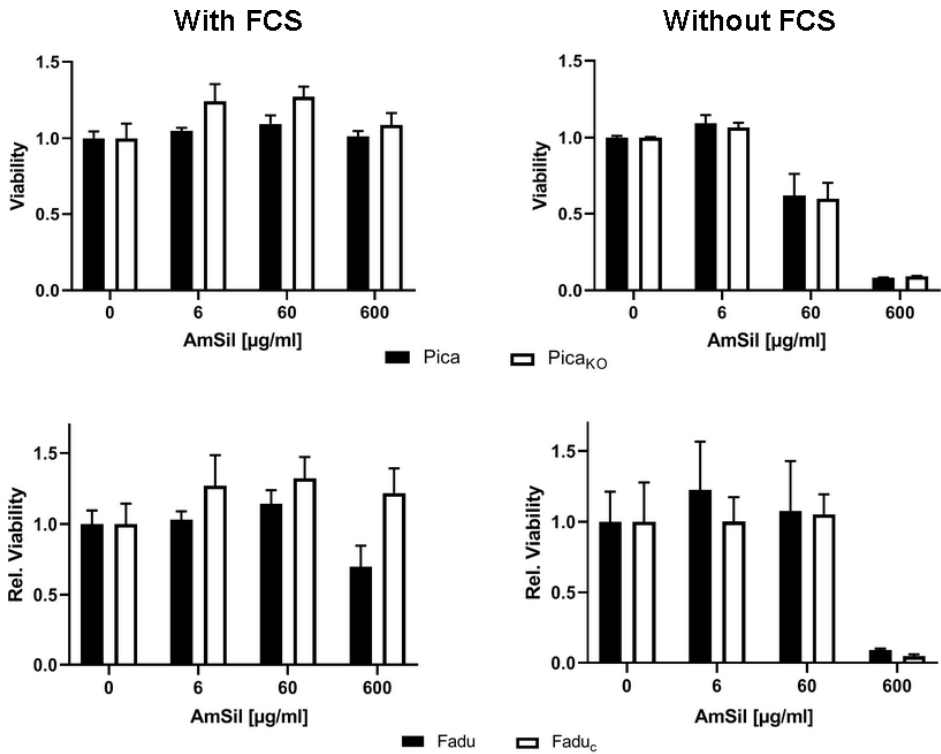 With FCS
Without FCS
Viability
1.5
1.0
0.5
0.0
0 6 60 600
AmSil [µg/ml]
Viability
1.5
1.0
0.5
0.0
0 6 60 600
AmSil [µg/ml]
Pica PicaKO
Rel. Viability
1.5
1.0
0.5
0.0
0 6 60 600
AmSil [µg/ml]
Rel. Viability
1.5
1.0
0.5
0.0
0 6 60 600
AmSil [µg/ml]
Fadu Faduc